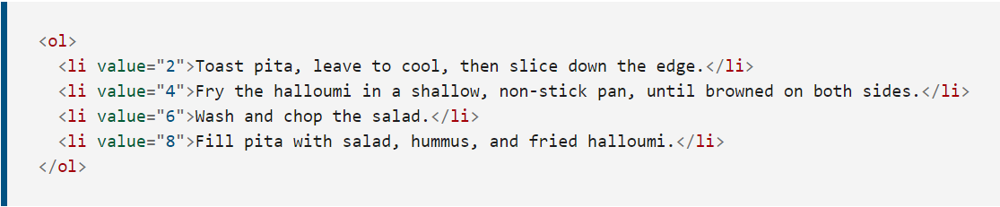 <ol>
<li value="2">Toast pita, leave to cool, then slice down the edge.</li>
<li value="4">Fry the halloumi in a shallow, non-stick pan, until browned on both sides.</li>
<li value="6">Wash and chop the salad.</li>
<li value="8">Fill pita with salad, hummus, and fried halloumi.</li>
</ol>